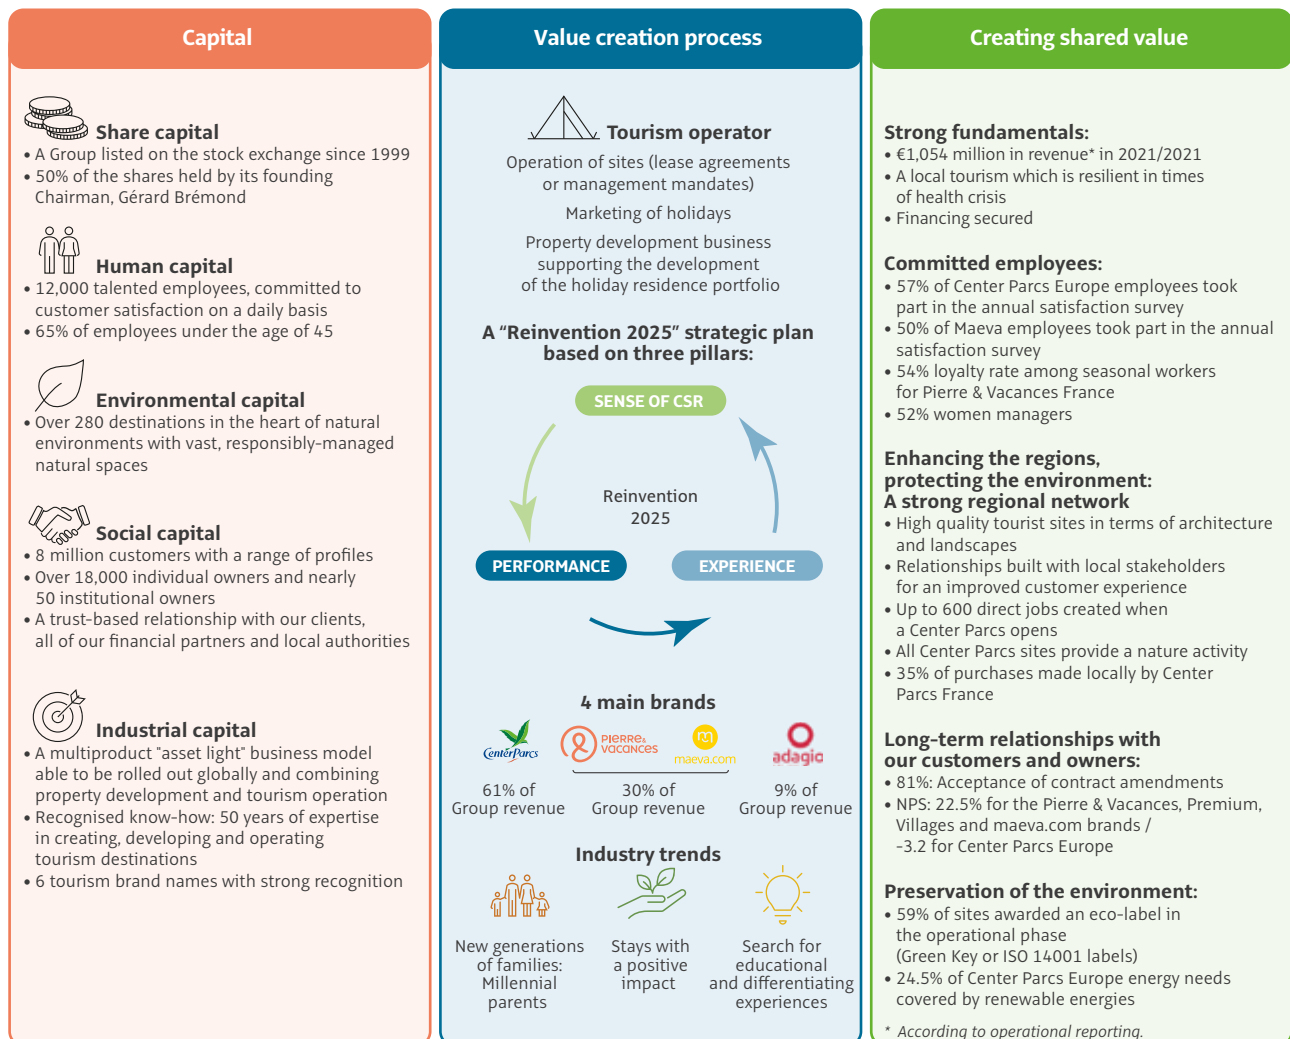 Capital
Share capital
• A Group listed on the stock exchange since 1999
• 50% of the shares held by its founding
Chairman, Gérard Brémond
Human capital
• 12,000 talented employees, committed to
customer satisfaction on a daily basis
• 65% of employees under the age of 45
Environmental capital
• Over 280 destinations in the heart of natural
environments with vast, responsibly-managed
natural spaces
Social capital
• 8 million customers with a range of profiles
• Over 18,000 individual owners and nearly
50 institutional owners
• A trust-based relationship with our clients,
all of our financial partners and local authorities
Industrial capital
• A multiproduct "asset light" business model
able to be rolled out globally and combining
property development and tourism operation
• Recognised know-how: 50 years of expertise
in creating, developing and operating
tourism destinations
• 6 tourism brand names with strong recognition
Value creation process
Tourism operator
Operation of sites (lease agreements
or management mandates)
Marketing of holidays
Property development business
supporting the development
of the holiday residence portfolio
A “Reinvention 2025” strategic plan
based on three pillars:
SENSE OF CSR
Reinvention
2025
PERFORMANCE
EXPERIENCE
4 main brands
CenterParcs
PIERRE &
VACANCES
m
maeva.com
adagio
61% of
Group revenue
30% of
Group revenue
9% of
Group revenue
Industry trends
New generations
of families:
Millennial
parents
Stays with
a positive
impact
Search for
educational
and differentiating
experiences
Creating shared value
Strong fundamentals:
• €1,054 million in revenue* in 2021/2021
• A local tourism which is resilient in times
of health crisis
• Financing secured
Committed employees:
• 57% of Center Parcs Europe employees took
part in the annual satisfaction survey
• 50% of Maeva employees took part in the annual
satisfaction survey
• 54% loyalty rate among seasonal workers
for Pierre & Vacances France
• 52% women managers
Enhancing the regions,
protecting the environment:
A strong regional network
• High quality tourist sites in terms of architecture
and landscapes
• Relationships built with local stakeholders
for an improved customer experience
• Up to 600 direct jobs created when
a Center Parcs opens
• All Center Parcs sites provide a nature activity
• 35% of purchases made locally by Center
Parcs France
Long-term relationships with
our customers and owners:
• 81%: Acceptance of contract amendments
• NPS: 22.5% for the Pierre & Vacances, Premium,
Villages and maeva.com brands /
-3.2 for Center Parcs Europe
Preservation of the environment:
• 59% of sites awarded an eco-label in
the operational phase
(Green Key or ISO 14001 labels)
• 24.5% of Center Parcs Europe energy needs
covered by renewable energies
* According to operational reporting.